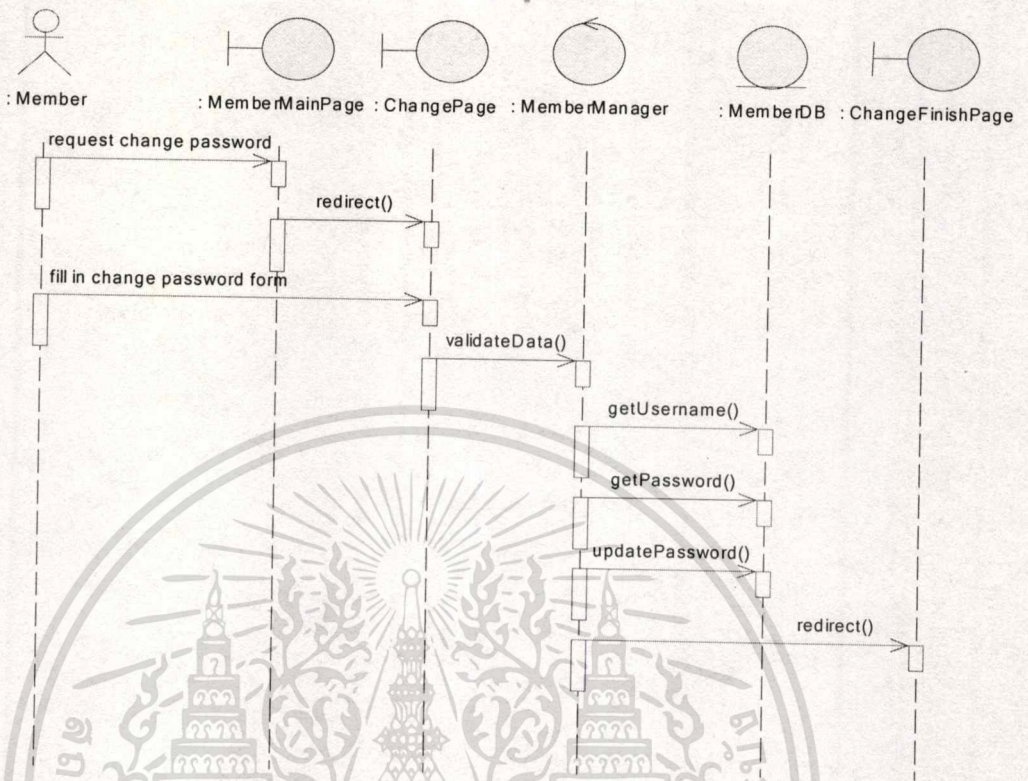 : Member
: MemberMainPage
: ChangePage
: MemberManager
: MemberDB
: ChangeFinishPage
request change password
redirect()
fill in change password form
validateData()
getUsername()
getPassword()
updatePassword()
redirect()